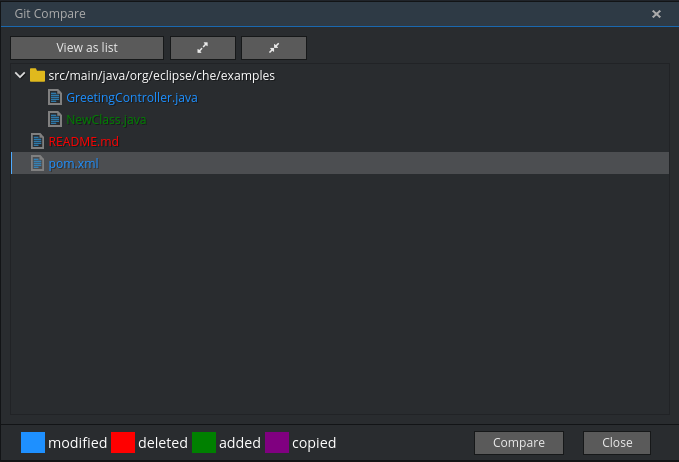 Git Compare
View as list
src/main/java/org/eclipse/che/examples
GreetingController.java
NewClass.java
README.md
pom.xml
modified deleted added copied Compare Close